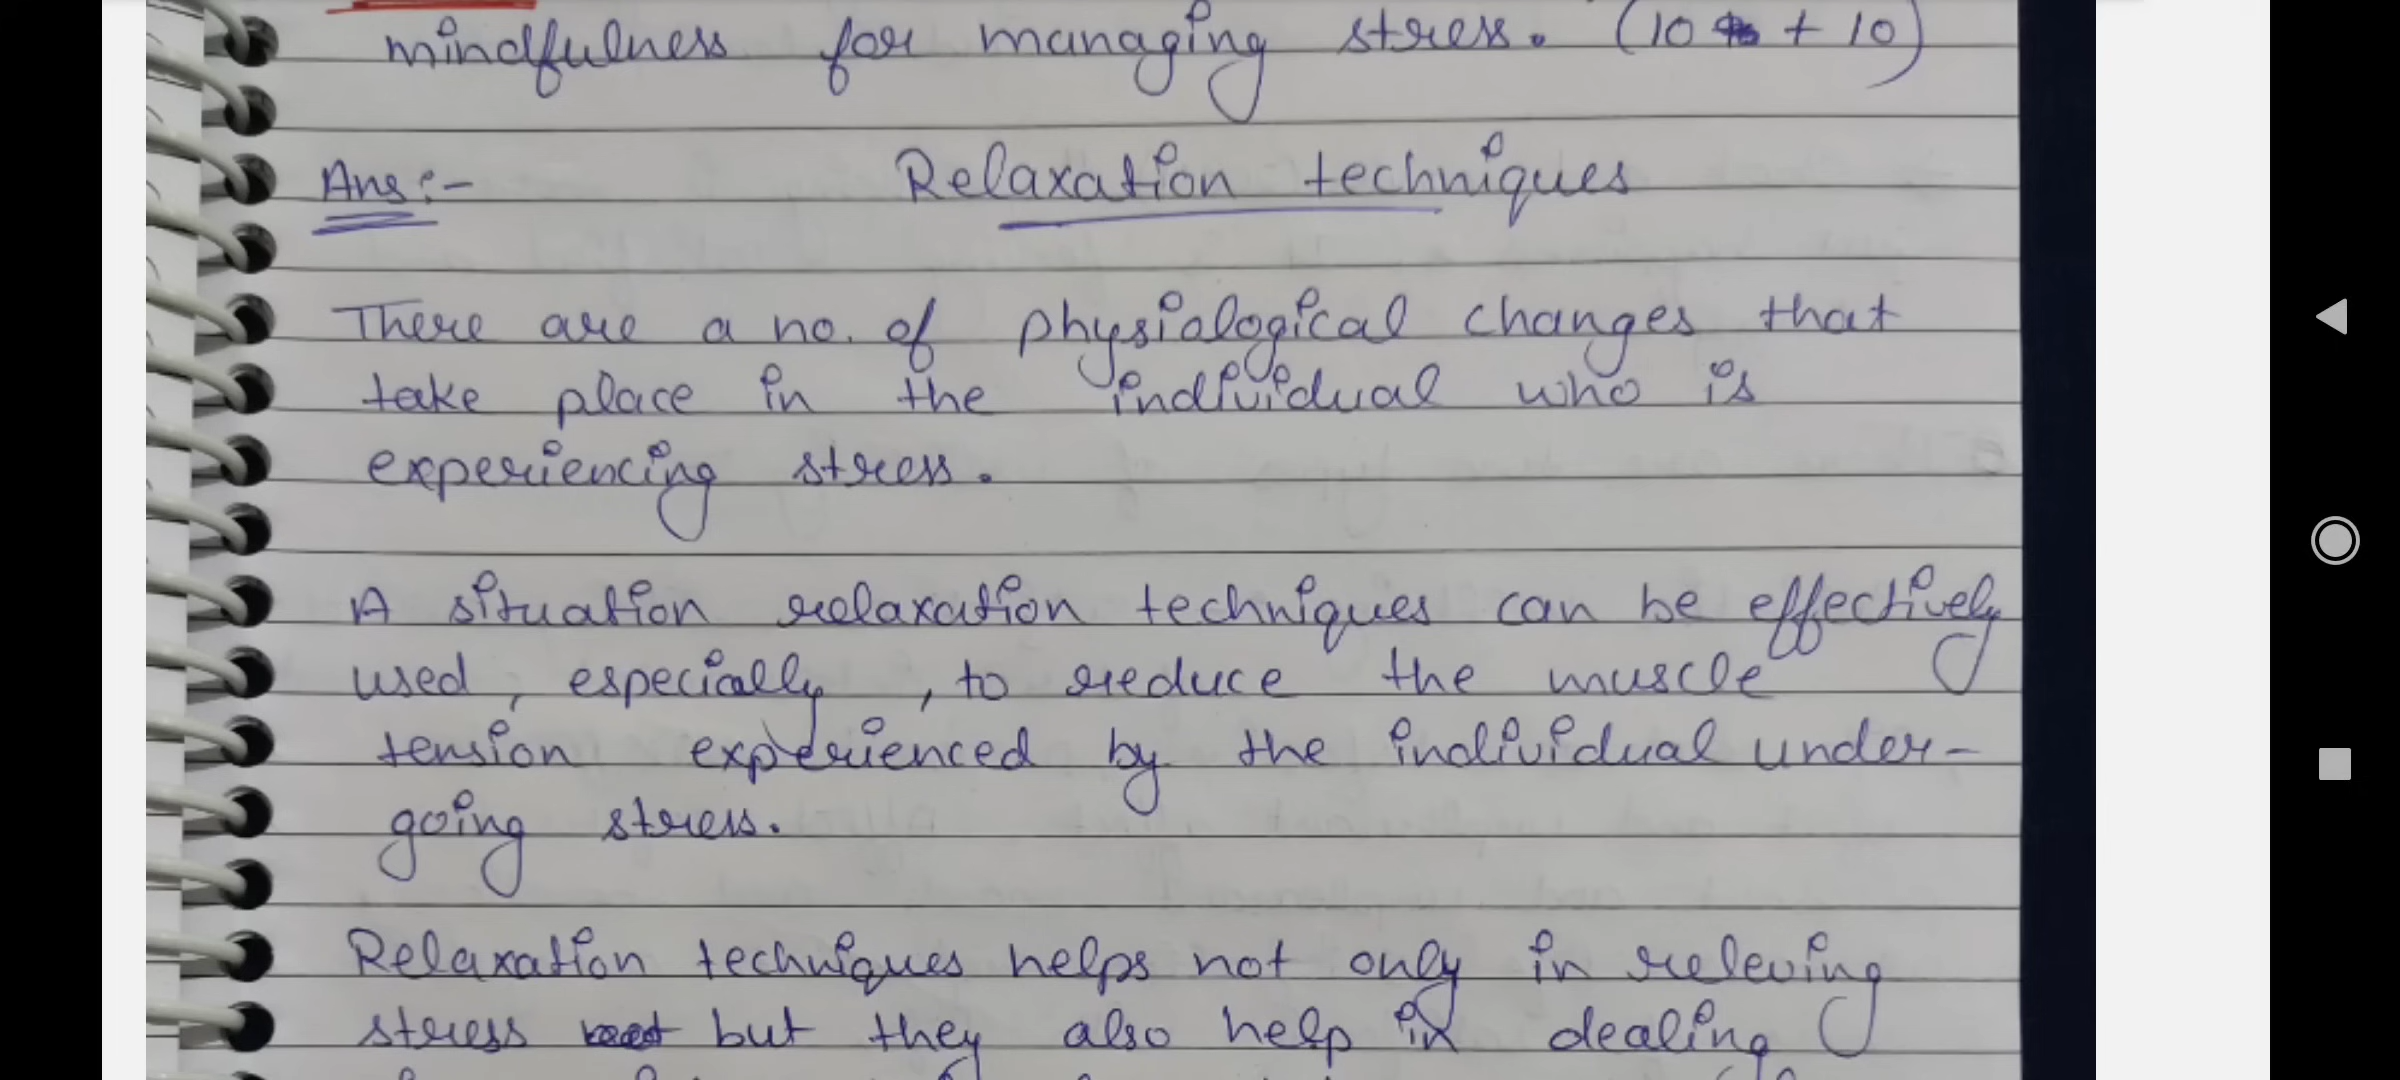 mindfulness for managing stress. (10 + 10)
Ans:- Relaxation techniques
There are a no. of physiological changes that
take place in the individual who is
experiencing stress.
A situation relaxation techniques can be effectively
used, especially, to reduce the muscle
tension experienced by the individual under-
going stress.
Relaxation techniques helps not only in releving
stress but they also help in dealing